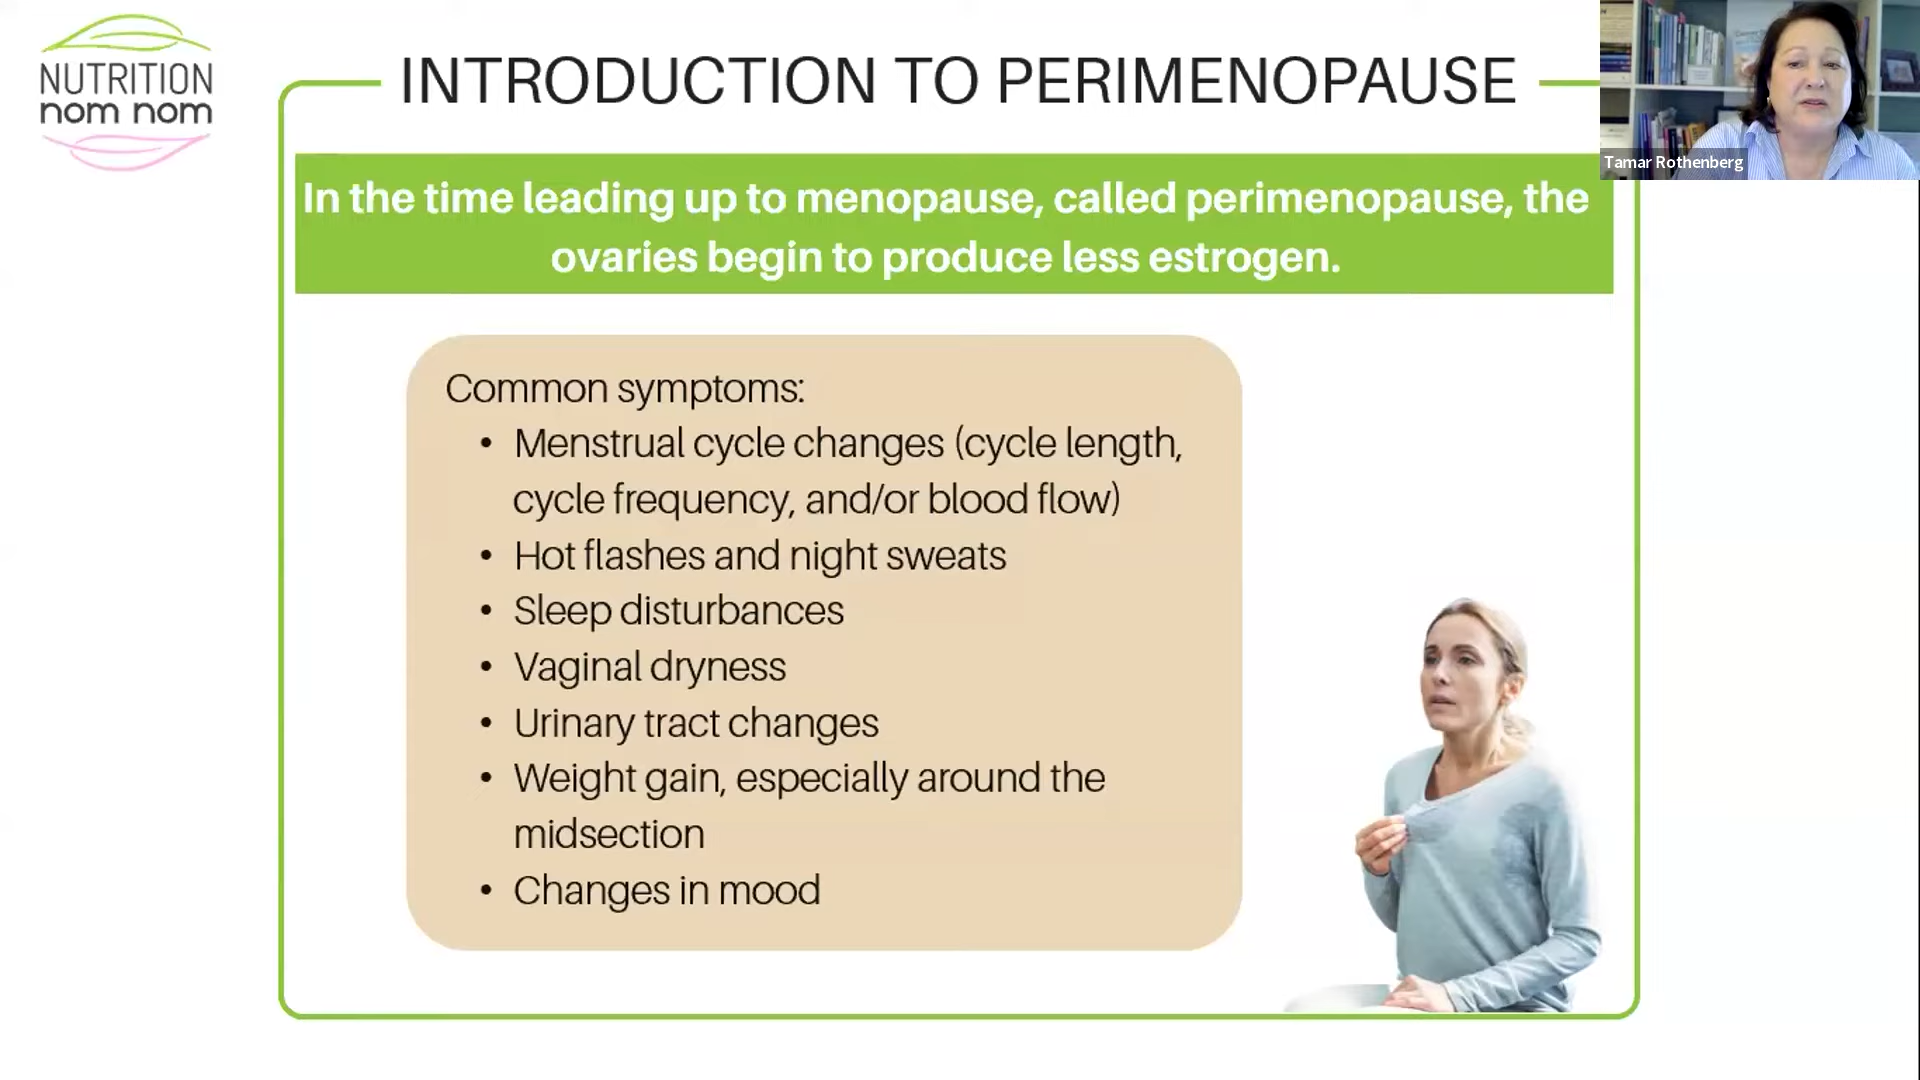 NUTRITION
nom nom
INTRODUCTION TO PERIMENOPAUSE
Tamar Rothenberg
In the time leading up to menopause, called perimenopause, the
ovaries begin to produce less estrogen.
Common symptoms:
• Menstrual cycle changes (cycle length,
cycle frequency, and/or blood flow)
• Hot flashes and night sweats
• Sleep disturbances
• Vaginal dryness
• Urinary tract changes
• Weight gain, especially around the
midsection
• Changes in mood